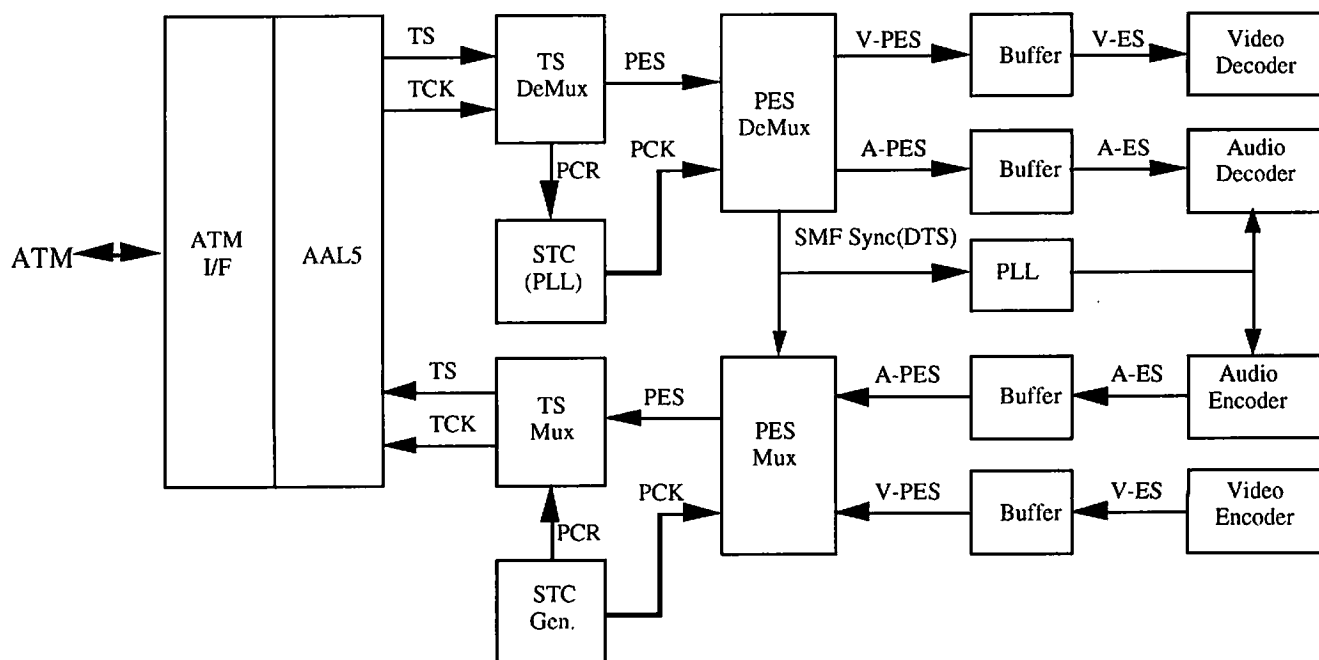 TS
TCK
TS
DeMux
PES
PCR
STC
(PLL)
PCK
PES
DeMux
V-PES
Buffer
V-ES
Video
Decoder
A-PES
Buffer
A-ES
Audio
Decoder
SMF Sync(DTS)
PLL
ATM
ATM
I/F
AAL5
TS
TCK
TS
Mux
PES
PCR
STC
Gen.
PCK
PES
Mux
A-PES
Buffer
A-ES
Audio
Encoder
V-PES
Buffer
V-ES
Video
Encoder